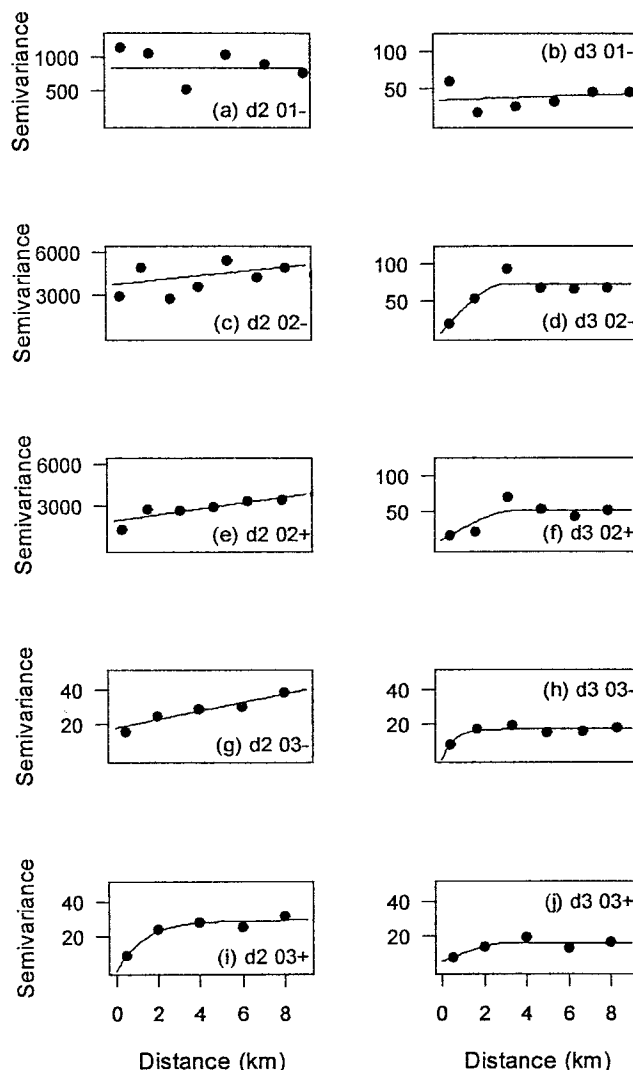 Semivariance
1000
500
(a) d2 01-
100
50
(b) d3 01-
Semivariance
6000
3000
(c) d2 02-
100
50
(d) d3 02-
Semivariance
6000
3000
(e) d2 02+
100
50
(f) d3 02+
Semivariance
40
20
(g) d2 03-
40
20
(h) d3 03-
Semivariance
40
20
(i) d2 03+
40
20
(j) d3 03+
0 2 4 6 8
0 2 4 6 8
Distance (km)
Distance (km)